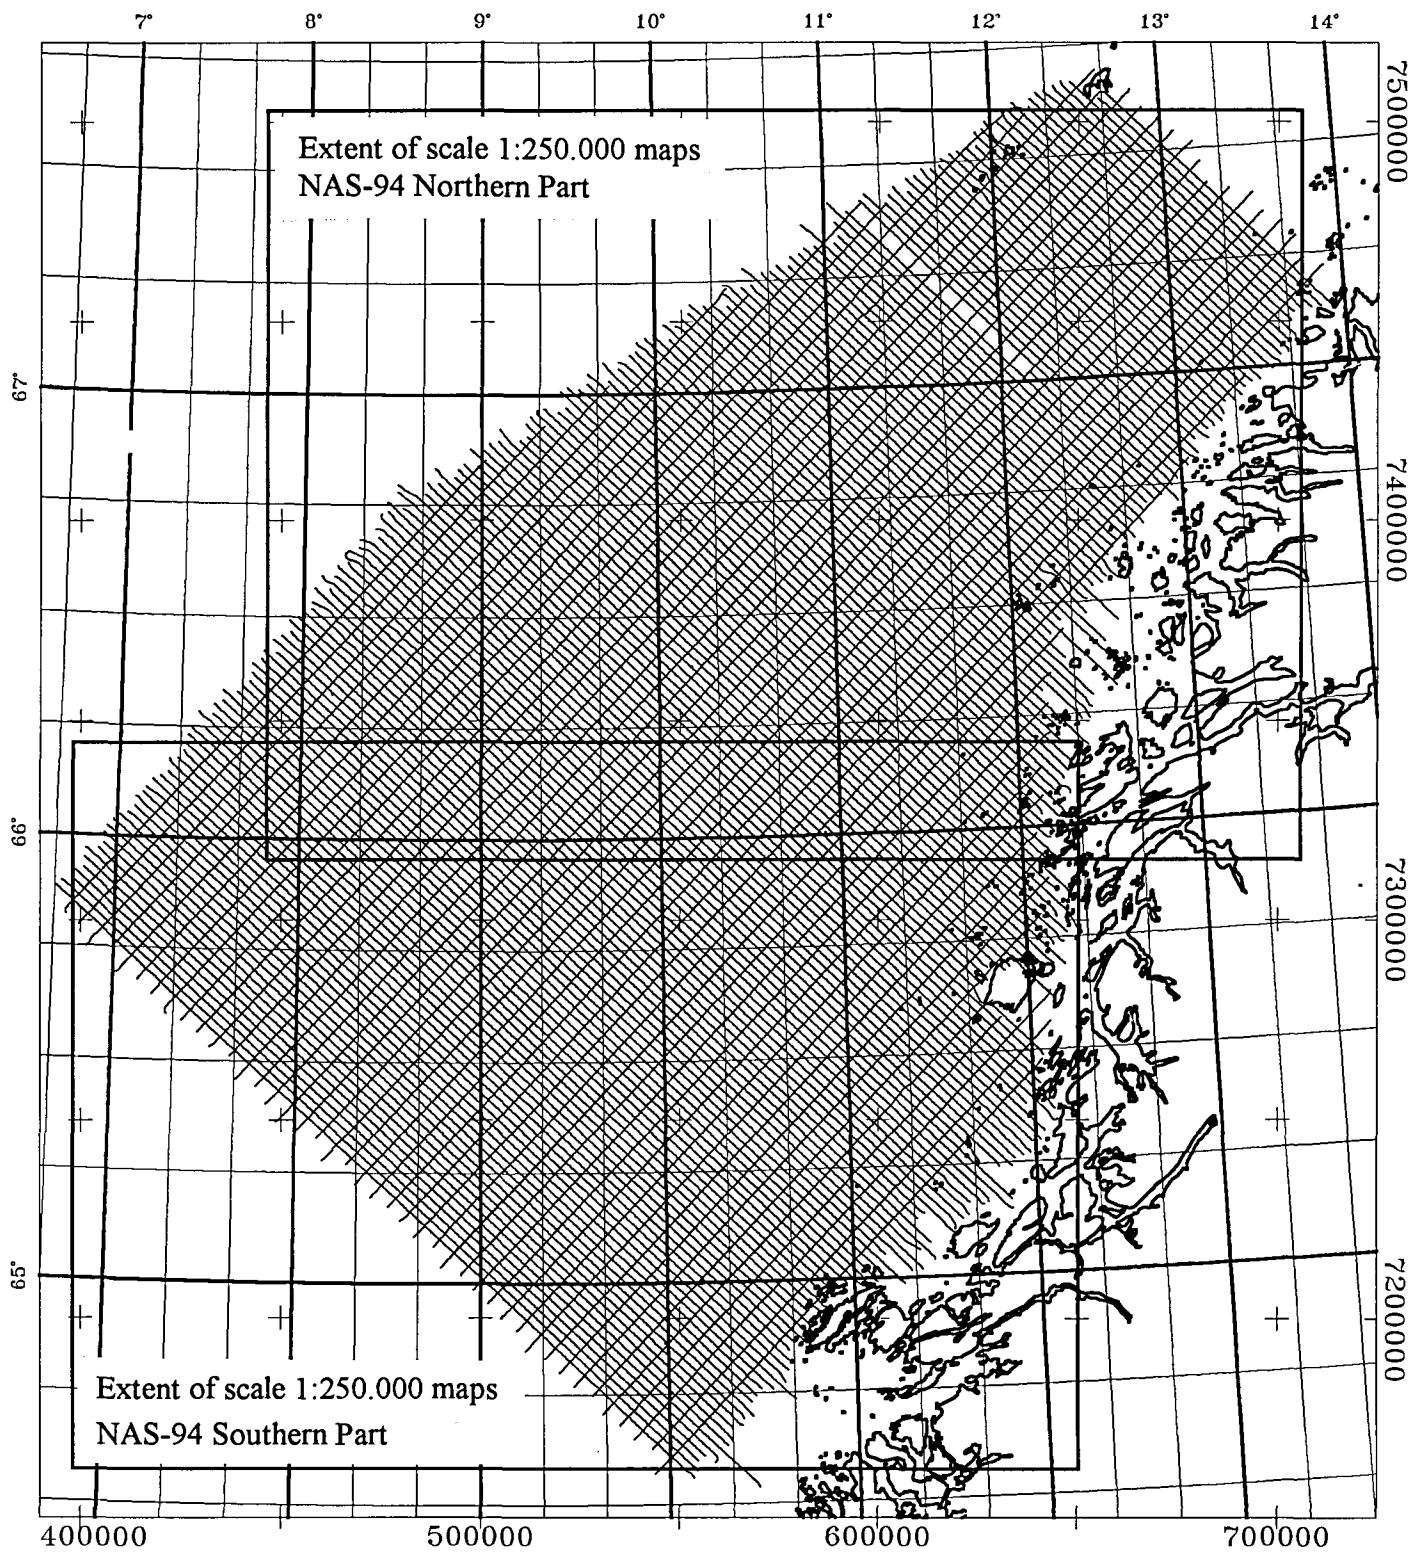 7° 8° 9° 10° 11° 12° 13° 14°
Extent of scale 1:250.000 maps
NAS-94 Northern Part
67°
66°
65°
7500000
7400000
7300000
7200000
Extent of scale 1:250.000 maps
NAS-94 Southern Part
400000 500000 600000 700000